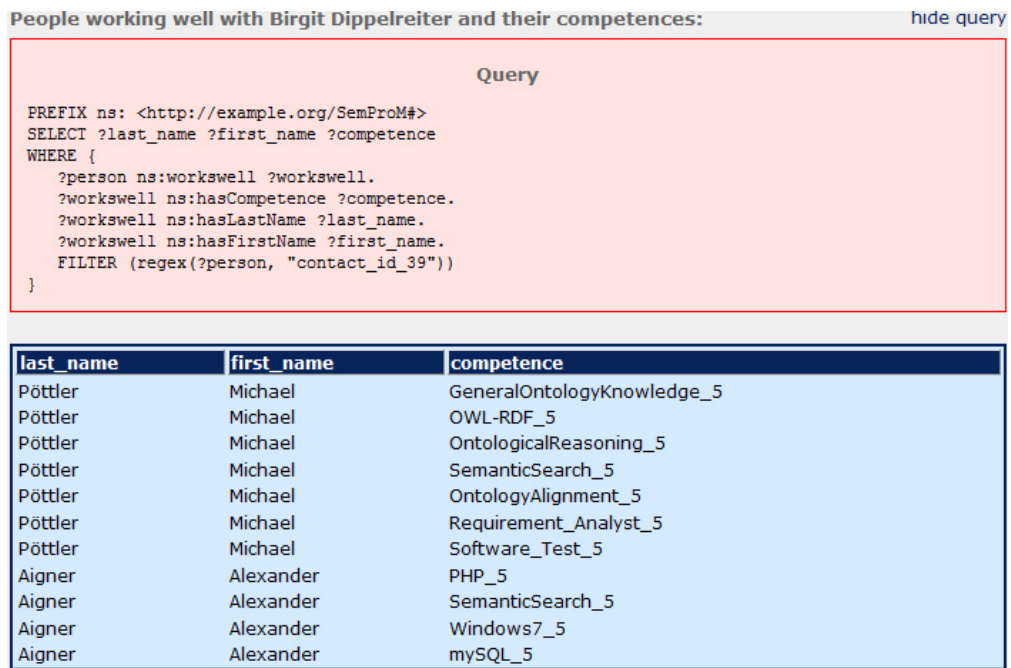 People working well with Birgit Dippelreiter and their competences: hide query
Query
PREFIX ns: <http://example.org/SemProM#>
SELECT ?last_name ?first_name ?competence
WHERE {
?person ns:workswell ?workswell.
?workswell ns:hasCompetence ?competence.
?workswell ns:hasLastName ?last_name.
?workswell ns:hasFirstName ?first_name.
FILTER (regex(?person, "contact_id_39"))
}
last_name first_name competence
Pöttler Michael GeneralOntologyKnowledge_5
Pöttler Michael OWL-RDF_5
Pöttler Michael OntologicalReasoning_5
Pöttler Michael SemanticSearch_5
Pöttler Michael OntologyAlignment_5
Pöttler Michael Requirement_Analyst_5
Pöttler Michael Software_Test_5
Aigner Alexander PHP_5
Aigner Alexander SemanticSearch_5
Aigner Alexander Windows7_5
Aigner Alexander mySQL_5